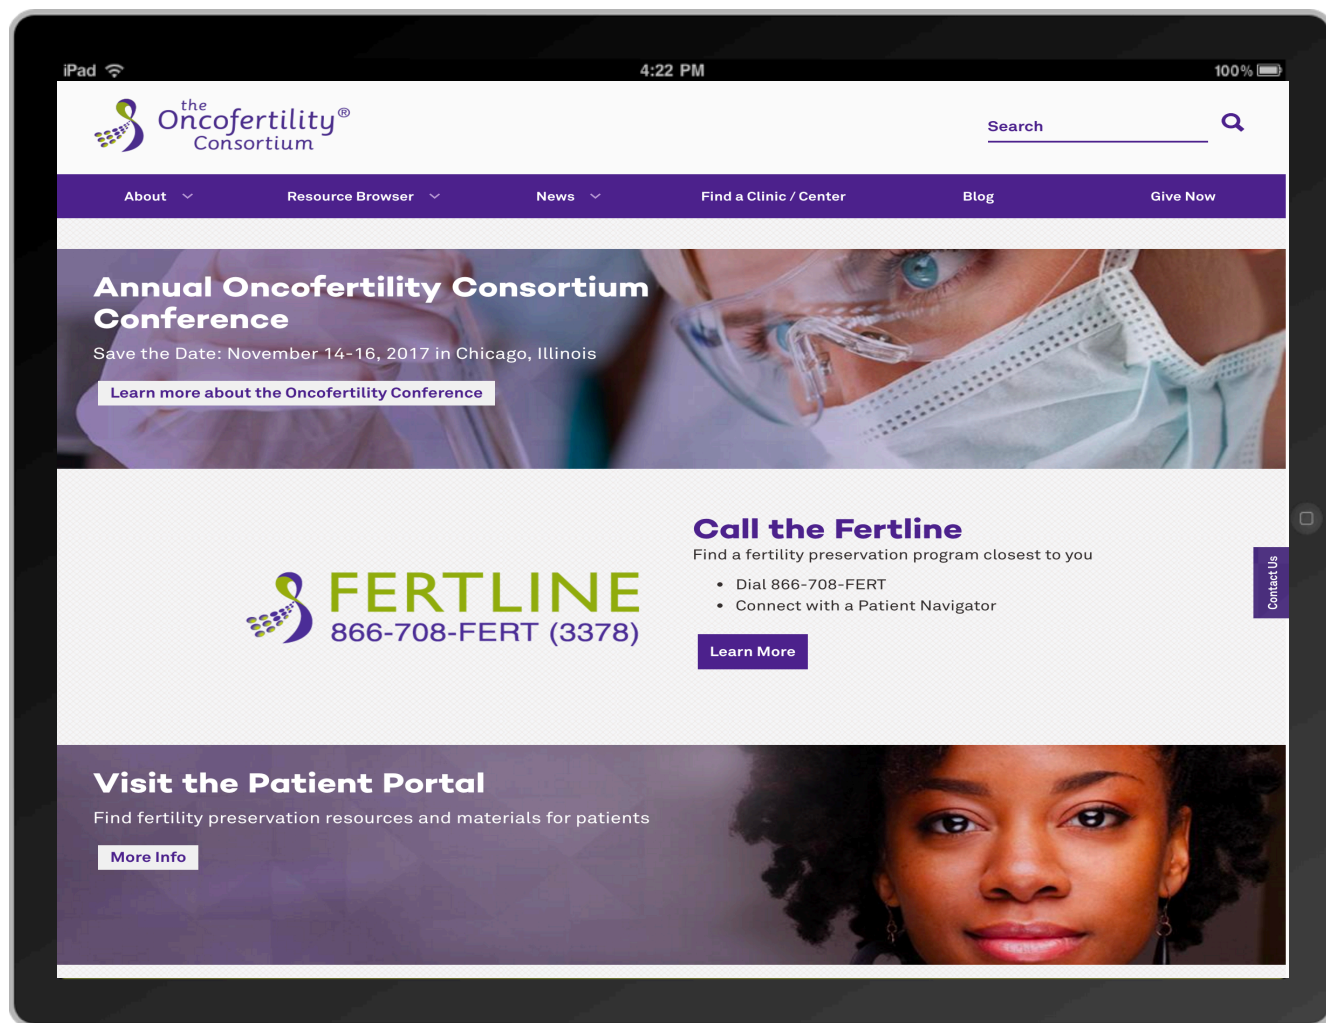 iPad
4:22 PM
100%
the
Oncofertility®
Consortium
Search
About
Resource Browser
News
Find a Clinic / Center
Blog
Give Now
Annual Oncofertility Consortium
Conference
Save the Date: November 14-16, 2017 in Chicago, Illinois
Learn more about the Oncofertility Conference
FERTLINE
866-708-FERT (3378)
Call the Fertline
Find a fertility preservation program closest to you
• Dial 866-708-FERT
• Connect with a Patient Navigator
Learn More
Contact Us
Visit the Patient Portal
Find fertility preservation resources and materials for patients
More Info